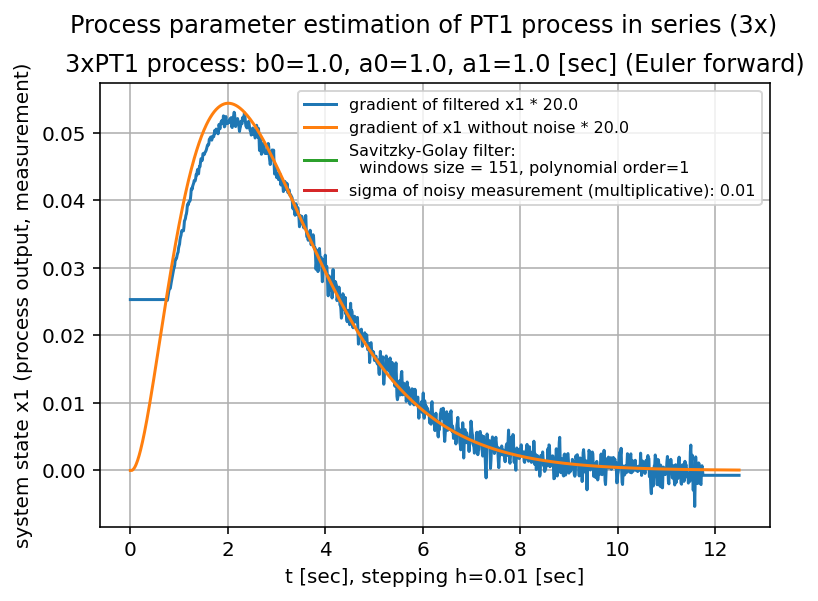 Process parameter estimation of PT1 process in series (3x)
3xPT1 process: b0=1.0, a0=1.0, a1=1.0 [sec] (Euler forward)
system state x1 (process output, measurement)
gradient of filtered x1 * 20.0
gradient of x1 without noise * 20.0
Savitzky-Golay filter:
windows size = 151, polynomial order=1
sigma of noisy measurement (multiplicative): 0.01
0.05
0.04
0.03
0.02
0.01
0.00
0 2 4 6 8 10 12
t [sec], stepping h=0.01 [sec]